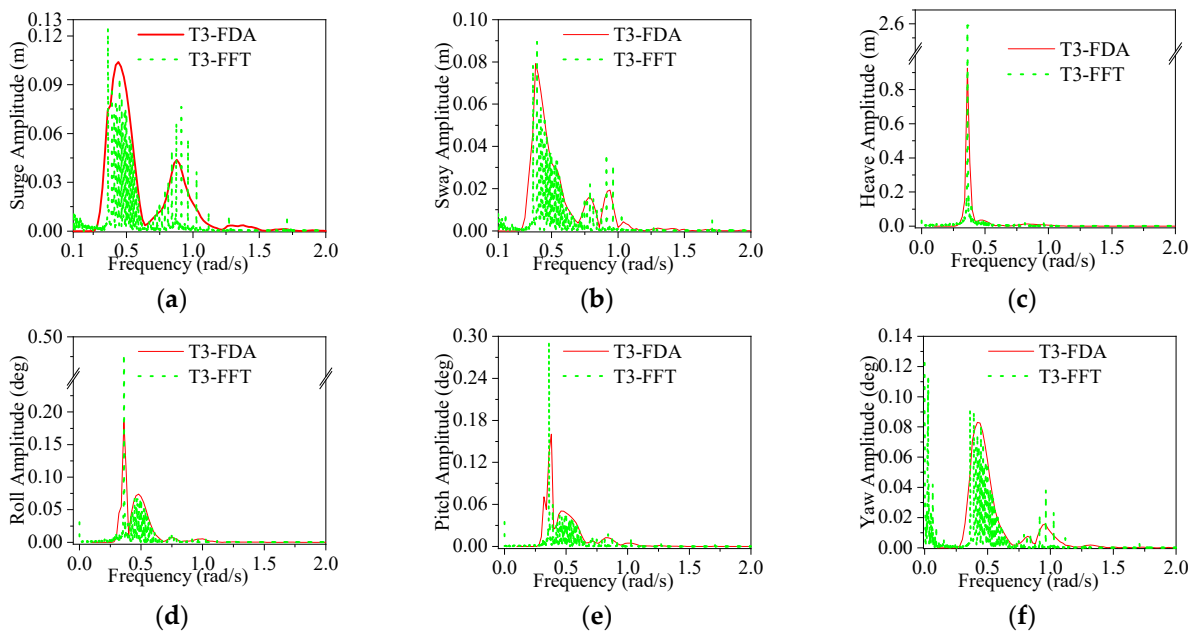 Surge Amplitude (m)
0.13
0.10
0.06
0.03
0.00
T3-FDA
T3-FFT
0.1 0.5 1.0 1.5 2.0
Frequency (rad/s)
(a)
Sway Amplitude (m)
0.10
0.08
0.06
0.04
0.02
0.00
T3-FDA
T3-FFT
0.1 0.5 1.0 1.5 2.0
Frequency (rad/s)
(b)
Heave Amplitude (m)
2.6
0.8
0.6
0.4
0.2
0.0
T3-FDA
T3-FFT
0.0 0.5 1.0 1.5 2.0
Frequency (rad/s)
(c)
Roll Amplitude (deg)
0.50
0.20
0.15
0.10
0.05
0.00
T3-FDA
T3-FFT
0.0 0.5 1.0 1.5 2.0
Frequency (rad/s)
(d)
Pitch Amplitude (deg)
0.30
0.24
0.18
0.12
0.06
0.00
T3-FDA
T3-FFT
0.0 0.5 1.0 1.5 2.0
Frequency (rad/s)
(e)
Yaw Amplitude (deg)
0.14
0.12
0.10
0.08
0.06
0.04
0.02
0.00
T3-FDA
T3-FFT
0.0 0.5 1.0 1.5 2.0
Frequency (rad/s)
(f)